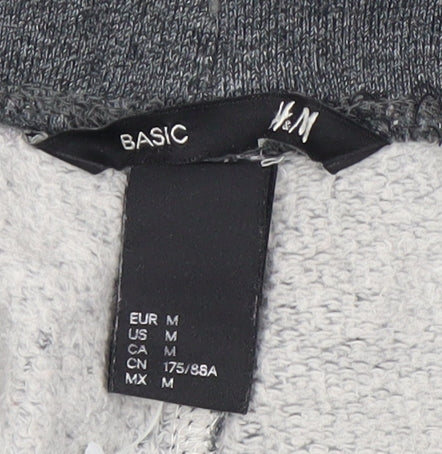 BASIC H&M
EUR M
US M
CA M
CN 175/88A
MX M